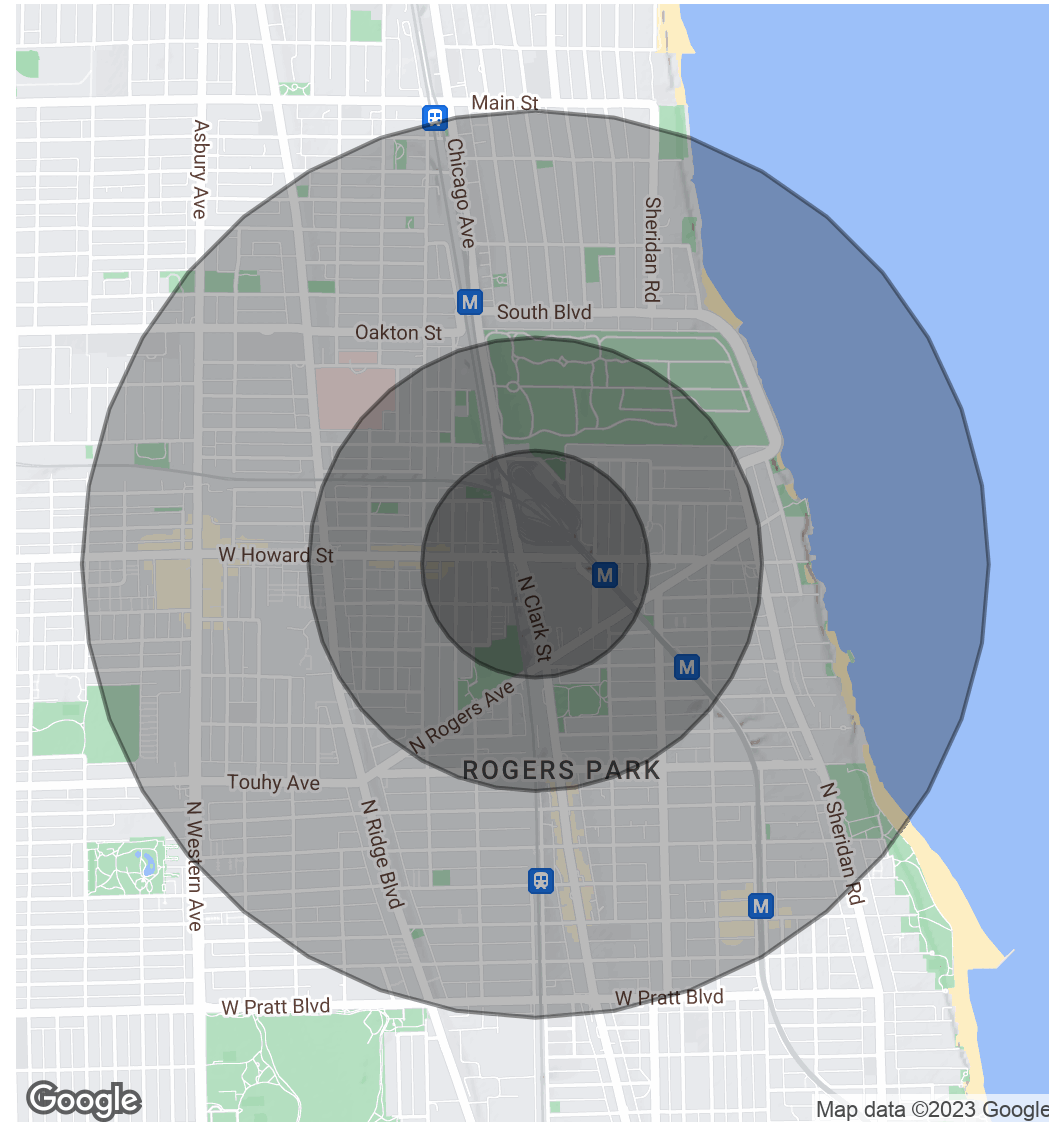 Main St
Asbury Ave
Chicago Ave
Sheridan Rd
M
South Blvd
Oakton St
W Howard St
M
N Clark St
M
N Rogers Ave
ROGERS PARK
Touhy Ave
N Western Ave
N Ridge Blvd
N Sheridan Rd
M
W Pratt Blvd
W Pratt Blvd
Google
Map data ©2023 Google